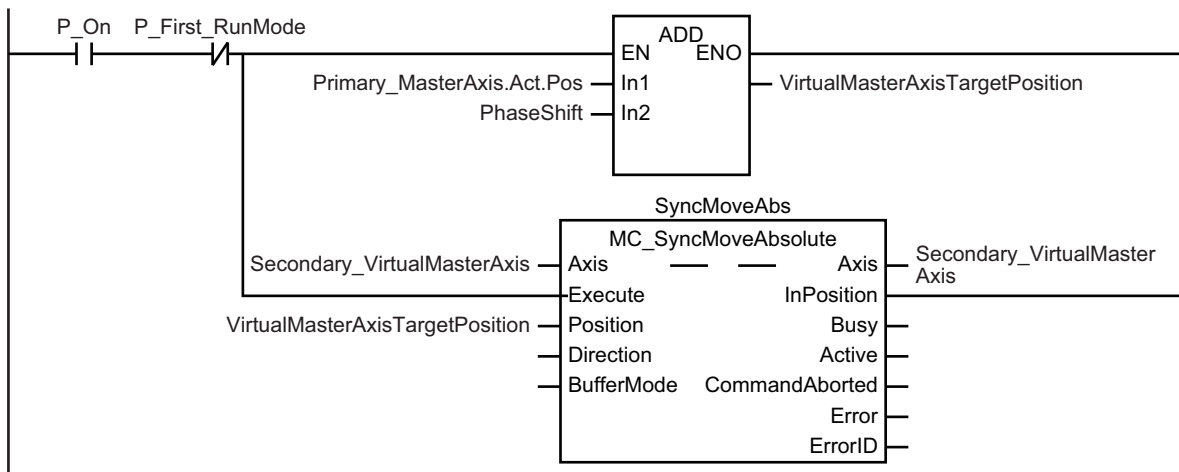 P_On P_First_RunMode
ADD
EN ENO
Primary_MasterAxis.Act.Pos In1 VirtualMasterAxisTargetPosition
PhaseShift In2
SyncMoveAbs
MC_SyncMoveAbsolute
Secondary_VirtualMasterAxis Axis Axis Secondary_VirtualMaster
Axis
Execute InPosition
VirtualMasterAxisTargetPosition Position Busy
Direction Active
BufferMode CommandAborted
Error
ErrorID